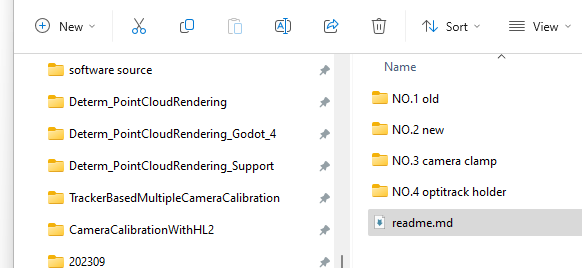 New Sort View
software source
Determ_PointCloudRendering
Determ_PointCloudRendering_Godot_4
Determ_PointCloudRendering_Support
TrackerBasedMultipleCameraCalibration
CameraCalibrationWithHL2
202309
Name
NO.1 old
NO.2 new
NO.3 camera clamp
NO.4 optitrack holder
readme.md